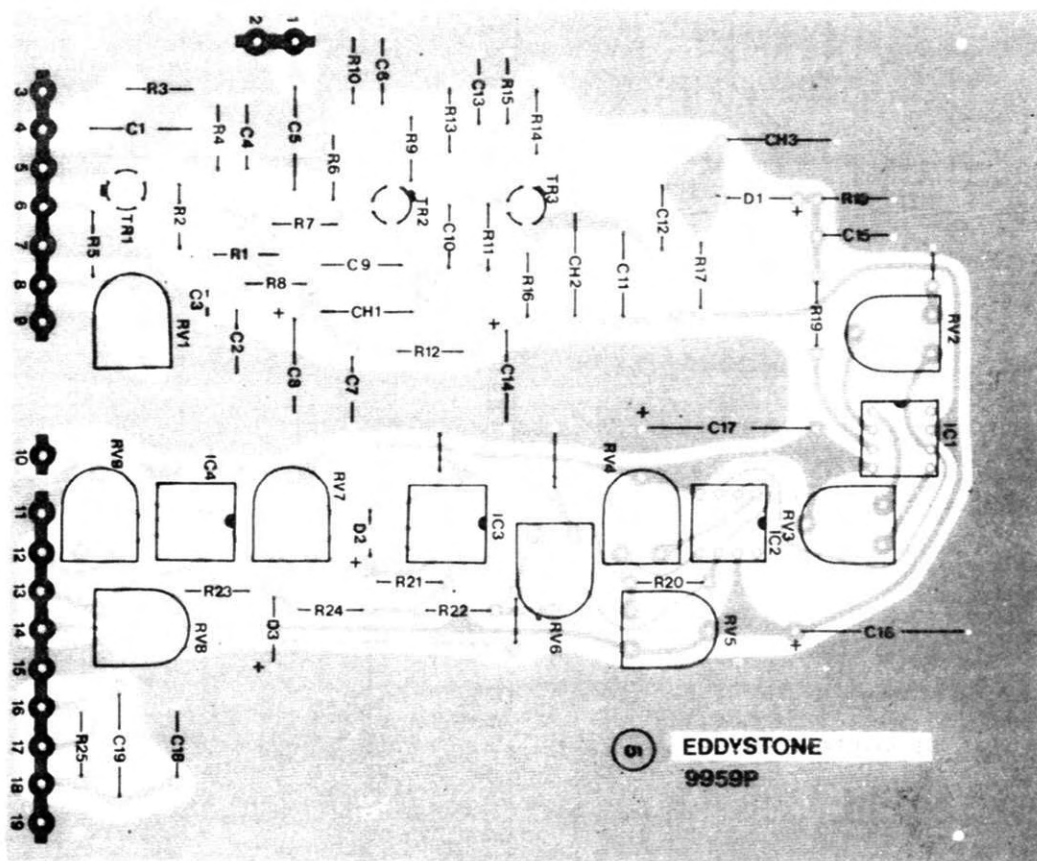 2
1
3
4
5
6
7
8
9
10
11
12
13
14
15
16
17
18
19
R3
C1
R4
C4
C5
R10
C6
R6
R9
R13
C13
R15
R14
CH3
TR1
R2
R5
R7
R1
R8
C9
CH1
TR2
C10
R11
TR3
R16
CH2
C11
C12
R17
D1
+
C15
R19
RV2
RV1
C3
C2
+
C8
C7
R12
+
C14
+
C17
IC1
RV9
IC4
RV7
D2
+
IC3
RV4
IC2
RV3
R21
R20
R23
R24
R22
D3
+
RV8
RV6
RV5
+
C16
R25
C19
C18
EDDYSTONE
9959P